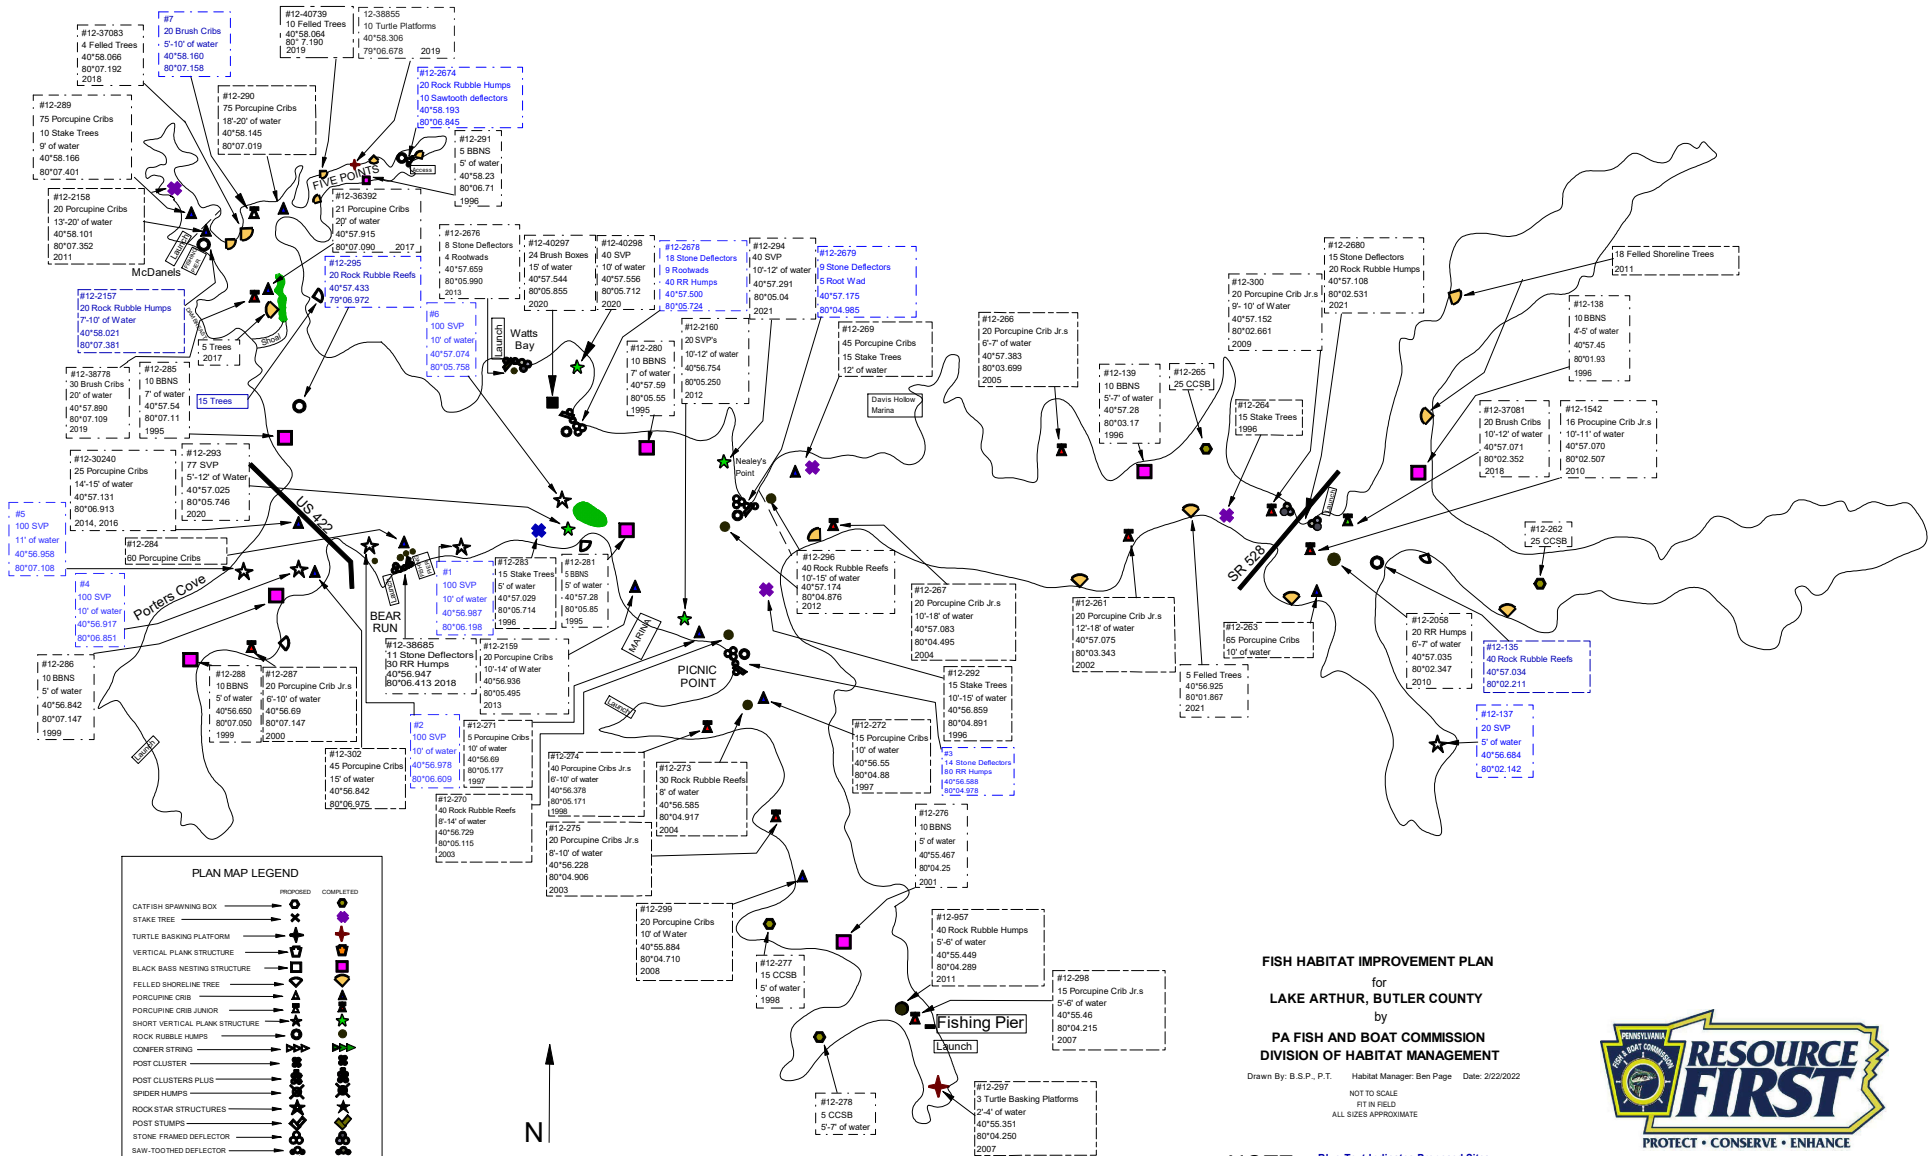 #12-37083
4 Felled Trees
40°58.066
80°07.192
2018
#7
20 Brush Cribs
5'-10' of water
40°58.160
80°07.158
#12-40739
10 Felled Trees
40°58.064
80° 7.190
2019
12-38855
10 Turtle Platforms
40°58.306
79°06.678 2019
#12-2674
20 Rock Rubble Humps
10 Sawtooth deflectors
40°58.193
80°06.845
#12-289
75 Porcupine Cribs
10 Stake Trees
9' of water
40°58.166
80°07.401
#12-290
75 Porcupine Cribs
18'-20' of water
40°58.145
80°07.019
#12-291
5 BBNS
5' of water
40°58.23
80°06.71
1996
FIVE POINTS
Access
#12-2158
20 Porcupine Cribs
13'-20' of water
40°58.101
80°07.352
2011
#12-36392
21 Porcupine Cribs
20' of water
40°57.915
80°07.090 2017
Launch
FISHING PIER
McDanels
#12-295
20 Rock Rubble Reefs
40°57.433
79°06.972
#12-2157
20 Rock Rubble Humps
7'-10' of Water
40°58.021
80°07.381
Shoal
5 Trees
2017
#12-2676
8 Stone Deflectors
4 Rootwads
40°57.659
80°05.990
2013
#12-40297
24 Brush Boxes
15' of water
40°57.544
80°05.855
2020
#12-40298
40 SVP
10' of water
40°57.556
80°05.712
2020
#12-2678
18 Stone Deflectors
9 Rootwads
40 RR Humps
40°57.500
80°05.724
#12-294
40 SVP
10'-12' of water
40°57.291
80°05.04
2021
#12-2679
9 Stone Deflectors
5 Root Wad
40°57.175
80°04.985
#6
100 SVP
10' of water
40°57.074
80°05.758
Launch
Watts
Bay
#12-280
10 BBNS
7' of water
40°57.59
80°05.55
1995
#12-2160
20 SVP's
10'-12' of water
40°56.754
80°05.250
2012
#12-269
45 Porcupine Cribs
15 Stake Trees
12' of water
Davis Hollow
Marina
#12-266
20 Porcupine Crib Jr.s
6'-7' of water
40°57.383
80°03.699
2005
#12-139
10 BBNS
5'-7' of water
40°57.28
80°03.17
1996
#12-265
25 CCSB
#12-300
20 Porcupine Crib Jr.s
9'- 10' of Water
40°57.152
80°02.661
2009
#12-2680
15 Stone Deflectors
20 Rock Rubble Humps
40°57.108
80°02.531
2021
18 Felled Shoreline Trees
2011
#12-138
10 BBNS
4'-5' of water
40°57.45
80°01.93
1996
#12-264
15 Stake Trees
1996
#12-37081
20 Brush Cribs
10'-12' of water
40°57.071
80°02.352
2018
#12-1542
16 Procupine Crib Jr.s
10'-11' of water
40°57.070
80°02.507
2010
#12-38778
30 Brush Cribs
20' of water
40°57.890
80°07.109
2019
#12-285
10 BBNS
7' of water
40°57.54
80°07.11
1995
15 Trees
#12-30240
25 Porcupine Cribs
14'-15' of water
40°57.131
80°06.913
2014, 2016
#12-293
77 SVP
5'-12' of Water
40°57.025
80°05.746
2020
US 422
Nealey's
Point
#5
100 SVP
11' of water
40°56.958
80°07.108
#12-284
60 Porcupine Cribs
Porters Cove
#4
100 SVP
10' of water
40°56.917
80°06.851
#12-286
10 BBNS
5' of water
40°56.842
80°07.147
1999
Launch
BEAR
RUN
#1
100 SVP
10' of water
40°56.987
80°06.198
#12-283
15 Stake Trees
5' of water
40°57.029
80°05.714
1996
#12-281
5 BBNS
5' of water
40°57.28
80°05.85
1995
MARINA
#12-296
40 Rock Rubble Reefs
10'-15' of water
40°57.174
80°04.876
2012
#12-267
20 Porcupine Crib Jr.s
10'-18' of water
40°57.083
80°04.495
2004
SR 528
Launch
#12-262
25 CCSB
#12-261
20 Porcupine Crib Jr.s
12'-18' of water
40°57.075
80°03.343
2002
#12-263
65 Porcupine Cribs
10' of water
5 Felled Trees
40°56.925
80°01.867
2021
#12-2058
20 RR Humps
6'-7' of water
40°57.035
80°02.347
2010
#12-135
40 Rock Rubble Reefs
40°57.034
80°02.211
#12-137
20 SVP
5' of water
40°56.684
80°02.142
#12-288
10 BBNS
5' of water
40°56.650
80°07.050
1999
#12-287
20 Porcupine Crib Jr.s
6'-10' of water
40°56.69
80°07.147
2000
#12-38685
11 Stone Deflectors
30 RR Humps
40°56.947
80°06.413 2018
#12-2159
20 Porcupine Cribs
10'-14' of Water
40°56.936
80°05.495
2013
PICNIC
POINT
Launch
#12-292
15 Stake Trees
10'-15' of water
40°56.859
80°04.891
1996
Launch
#12-302
45 Porcupine Cribs
15' of water
40°56.842
80°06.975
#2
100 SVP
10' of water
40°56.978
80°06.609
#12-271
5 Porcupine Cribs
10' of water
40°56.69
80°05.177
1997
#12-274
40 Porcupine Cribs Jr.s
6'-10' of water
40°56.378
80°05.171
1998
#12-273
30 Rock Rubble Reefs
8' of water
40°56.585
80°04.917
2004
#12-272
15 Porcupine Cribs
10' of water
40°56.55
80°04.88
1997
#3
14 Stone Deflectors
80 RR Humps
40°56.588
80°04.978
#12-270
40 Rock Rubble Reefs
8'-14' of water
40°56.729
80°05.115
2003
#12-275
20 Porcupine Cribs Jr.s
8'-10' of water
40°56.228
80°04.906
2003
#12-276
10 BBNS
5' of water
40°55.467
80°04.25
2001
#12-299
20 Porcupine Cribs
10' of Water
40°55.884
80°04.710
2008
#12-277
15 CCSB
5' of water
1998
#12-957
40 Rock Rubble Humps
5'-6' of water
40°55.449
80°04.289
2011
#12-298
15 Porcupine Crib Jr.s
5'-6' of water
40°55.46
80°04.215
2007
Fishing Pier
Launch
#12-278
5 CCSB
5'-7' of water
#12-297
3 Turtle Basking Platforms
2'-4' of water
40°55.351
80°04.250
2007
N
PLAN MAP LEGEND
PROPOSED COMPLETED
CATFISH SPAWNING BOX
STAKE TREE
TURTLE BASKING PLATFORM
VERTICAL PLANK STRUCTURE
BLACK BASS NESTING STRUCTURE
FELLED SHORELINE TREE
PORCUPINE CRIB
PORCUPINE CRIB JUNIOR
SHORT VERTICAL PLANK STRUCTURE
ROCK RUBBLE HUMPS
CONIFER STRING
POST CLUSTER
POST CLUSTERS PLUS
SPIDER HUMPS
ROCK STAR STRUCTURES
POST STUMPS
STONE FRAMED DEFLECTOR
SAW-TOOTHED DEFLECTOR
FISH HABITAT IMPROVEMENT PLAN
for
LAKE ARTHUR, BUTLER COUNTY
by
PA FISH AND BOAT COMMISSION
DIVISION OF HABITAT MANAGEMENT
Drawn By: B.S.P., P.T. Habitat Manager: Ben Page Date: 2/22/2022
NOT TO SCALE
FIT IN FIELD
ALL SIZES APPROXIMATE
PENNSYLVANIA
FISH & BOAT COMMISSION
RESOURCE
FIRST
PROTECT • CONSERVE • ENHANCE